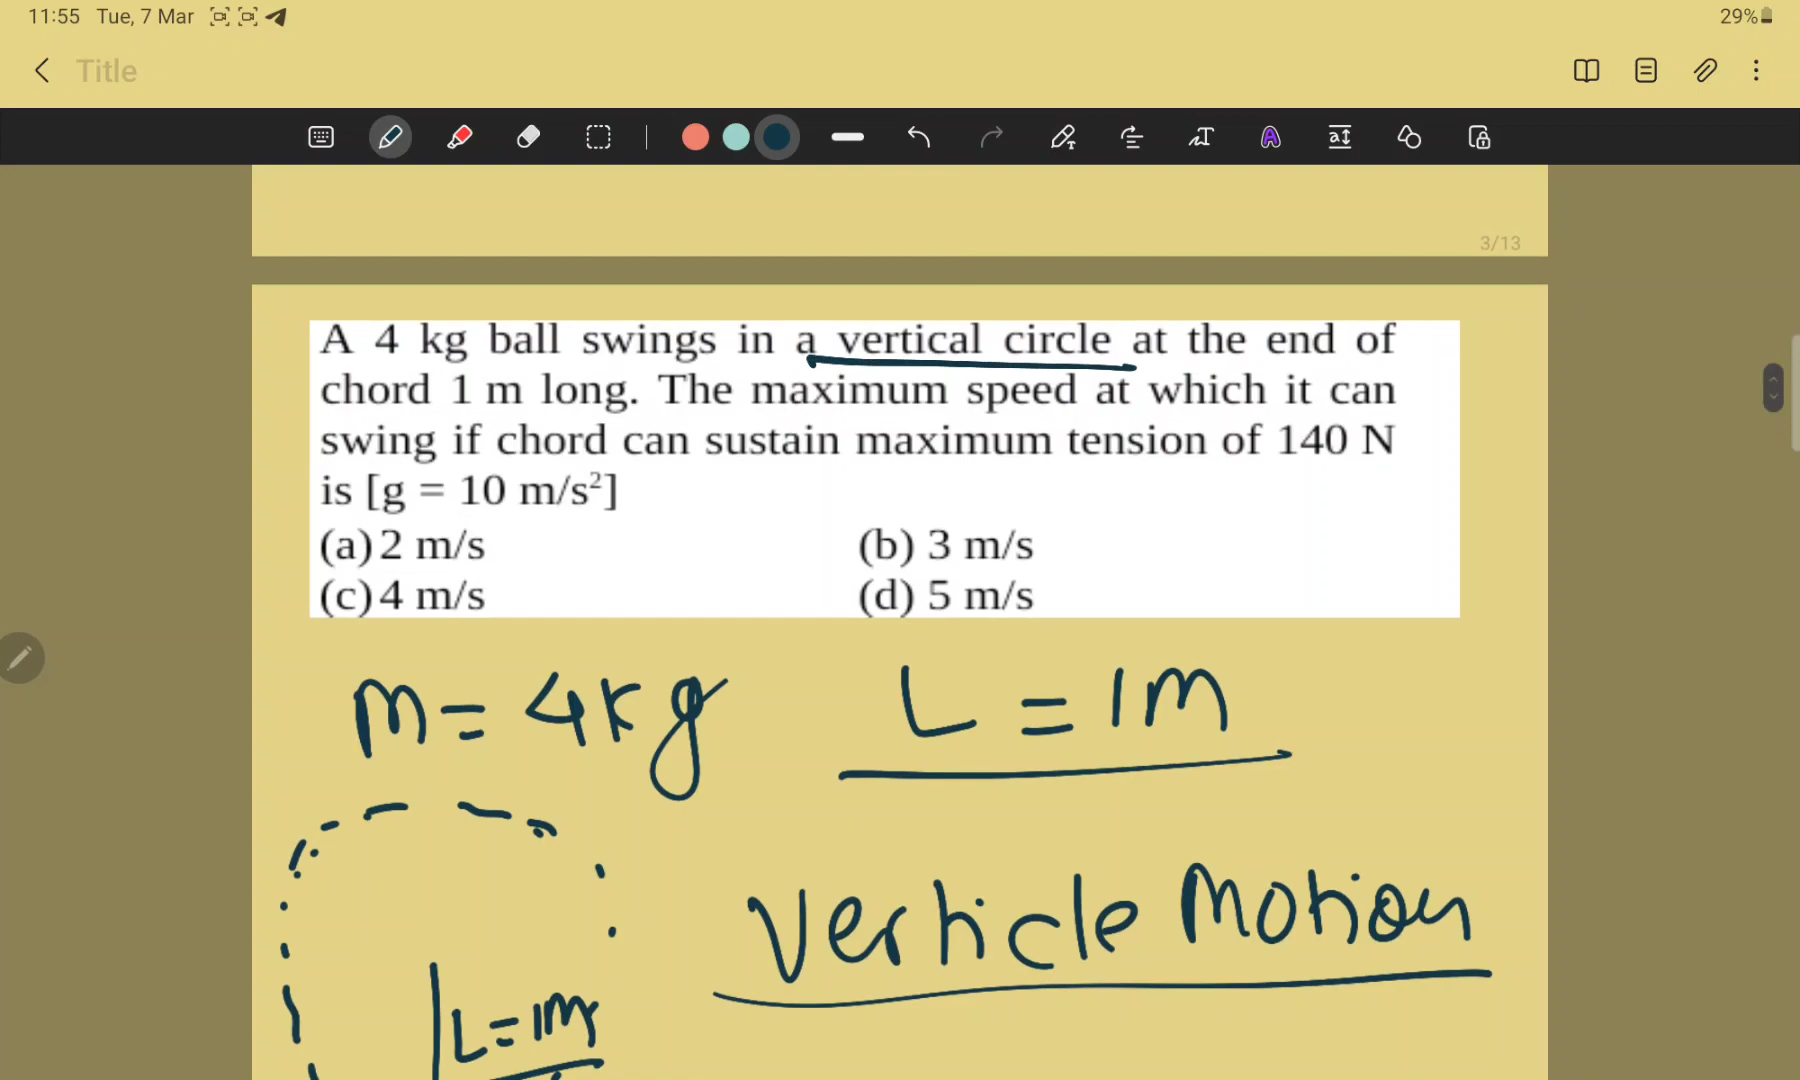 11:55 Tue, 7 Mar
29%
Title
3/13
A 4 kg ball swings in a vertical circle at the end of
chord 1 m long. The maximum speed at which it can
swing if chord can sustain maximum tension of 140 N
is [g = 10 m/s²]
(a) 2 m/s (b) 3 m/s
(c) 4 m/s (d) 5 m/s
m = 4 kg L = 1m
Verticle Motion
L = 1m